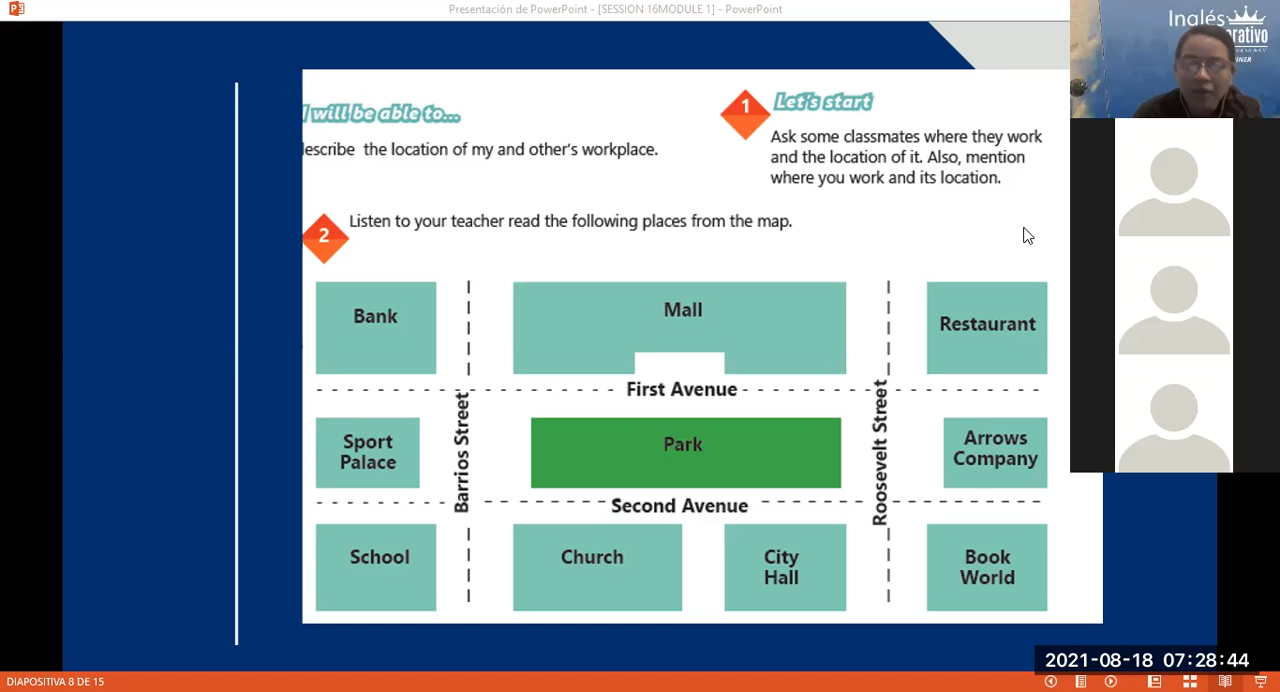 Presentación de PowerPoint - [SESSION 16MODULE 1] - PowerPoint
Inglés
I will be able to...
describe the location of my and other's workplace.
1
Let's start
Ask some classmates where they work
and the location of it. Also, mention
where you work and its location.
2
Listen to your teacher read the following places from the map.
Bank
Mall
Restaurant
First Avenue
Sport
Palace
Barrios Street
Park
Roosevelt Street
Arrows
Company
Second Avenue
School
Church
City
Hall
Book
World
2021-08-18 07:28:44
DIAPOSITIVA 8 DE 15